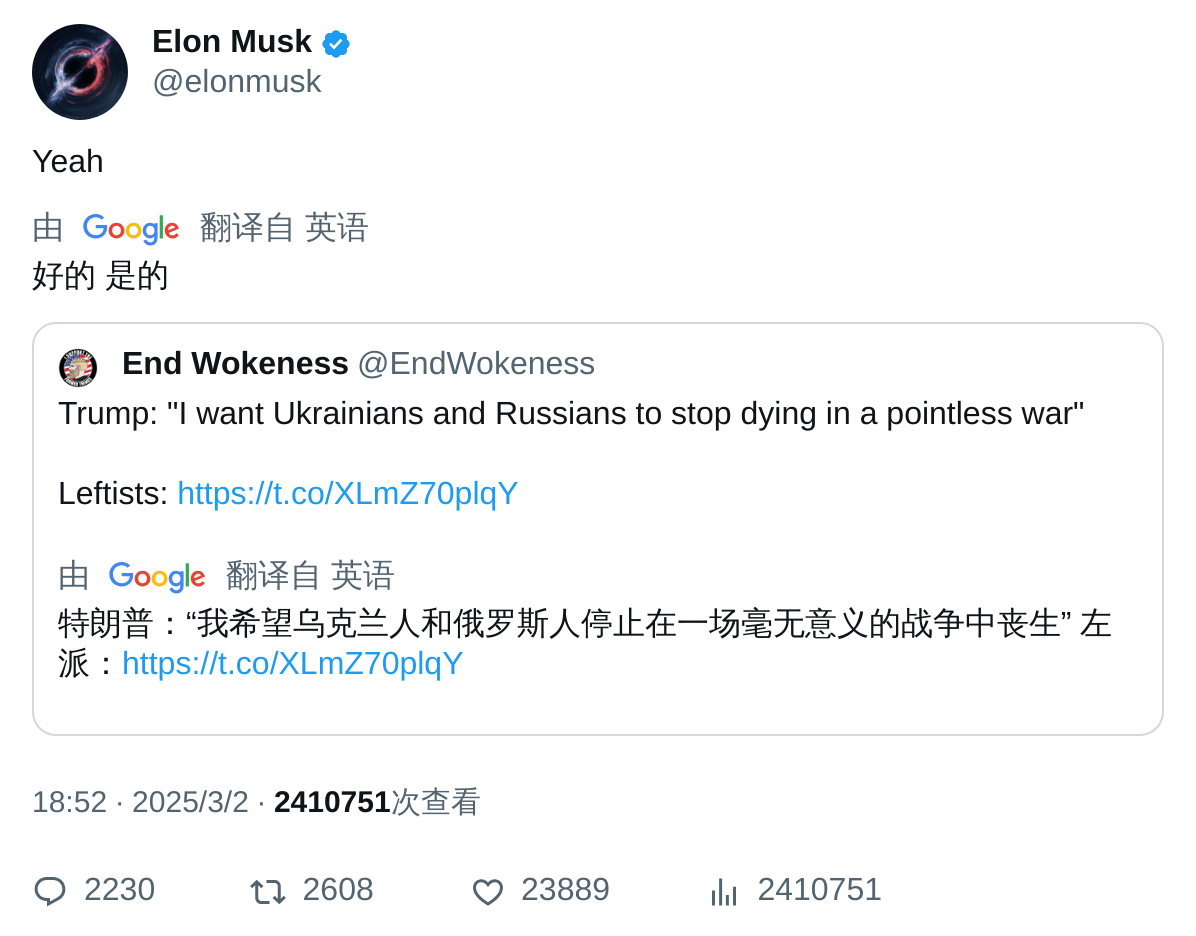 Elon Musk
@elonmusk
Yeah
由 Google 翻译自 英语
好的 是的
End Wokeness @EndWokeness
Trump: "I want Ukrainians and Russians to stop dying in a pointless war"
Leftists: https://t.co/XLmZ70plqY
由 Google 翻译自 英语
特朗普：“我希望乌克兰人和俄罗斯人停止在一场毫无意义的战争中丧生” 左
派：https://t.co/XLmZ70plqY
18:52 · 2025/3/2 · 2410751次查看
2230 2608 23889 2410751